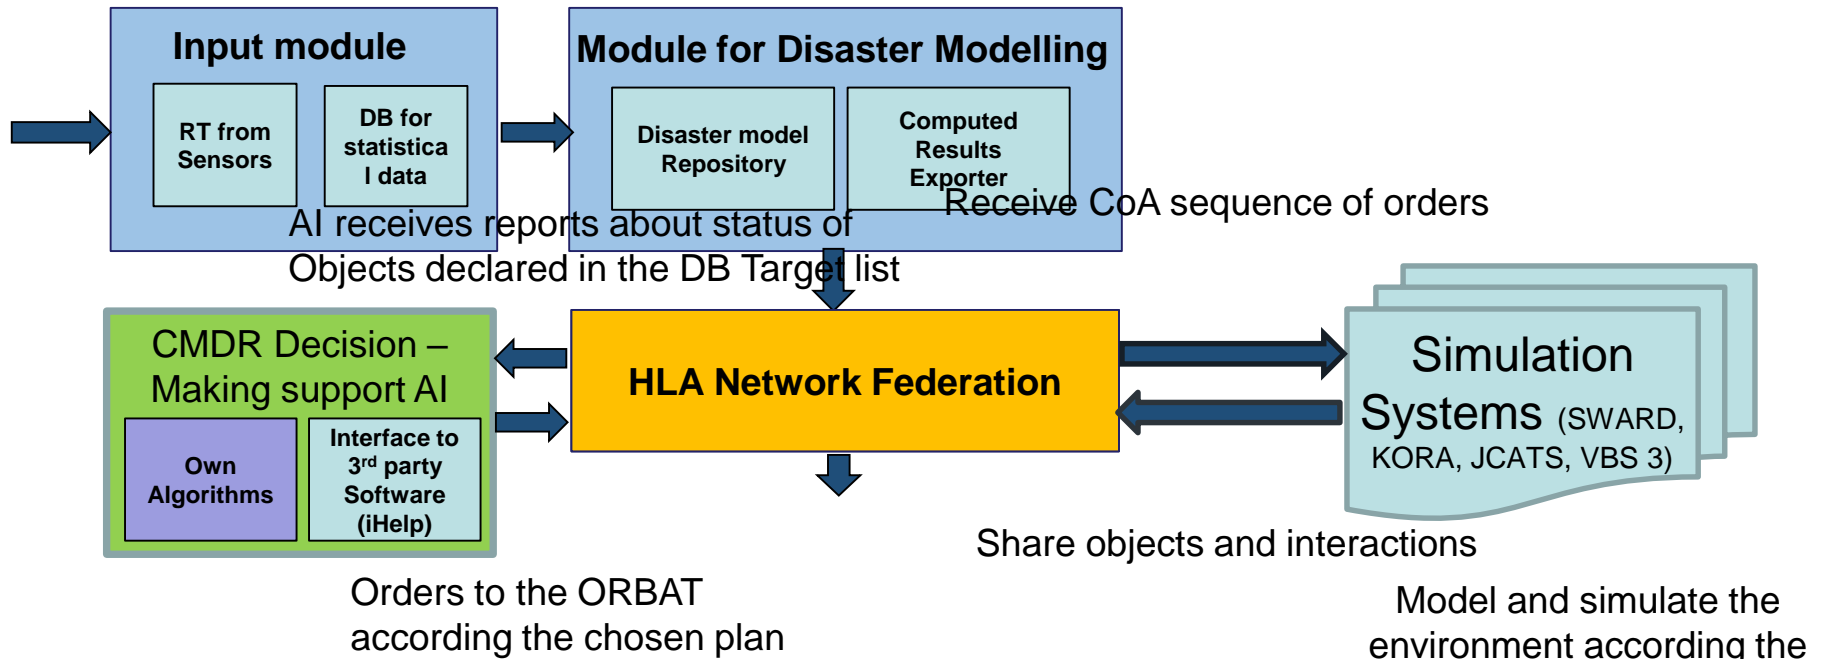 Input module
RT from
Sensors
DB for
statistica
l data
Module for Disaster Modelling
Disaster model
Repository
Computed
Results
Exporter
Receive CoA sequence of orders
AI receives reports about status of
Objects declared in the DB Target list
CMDR Decision –
Making support AI
Own
Algorithms
Interface to
3rd party
Software
(iHelp)
HLA Network Federation
Simulation
Systems (SWARD,
KORA, JCATS, VBS 3)
Share objects and interactions
Orders to the ORBAT
according the chosen plan
Model and simulate the
environment according the